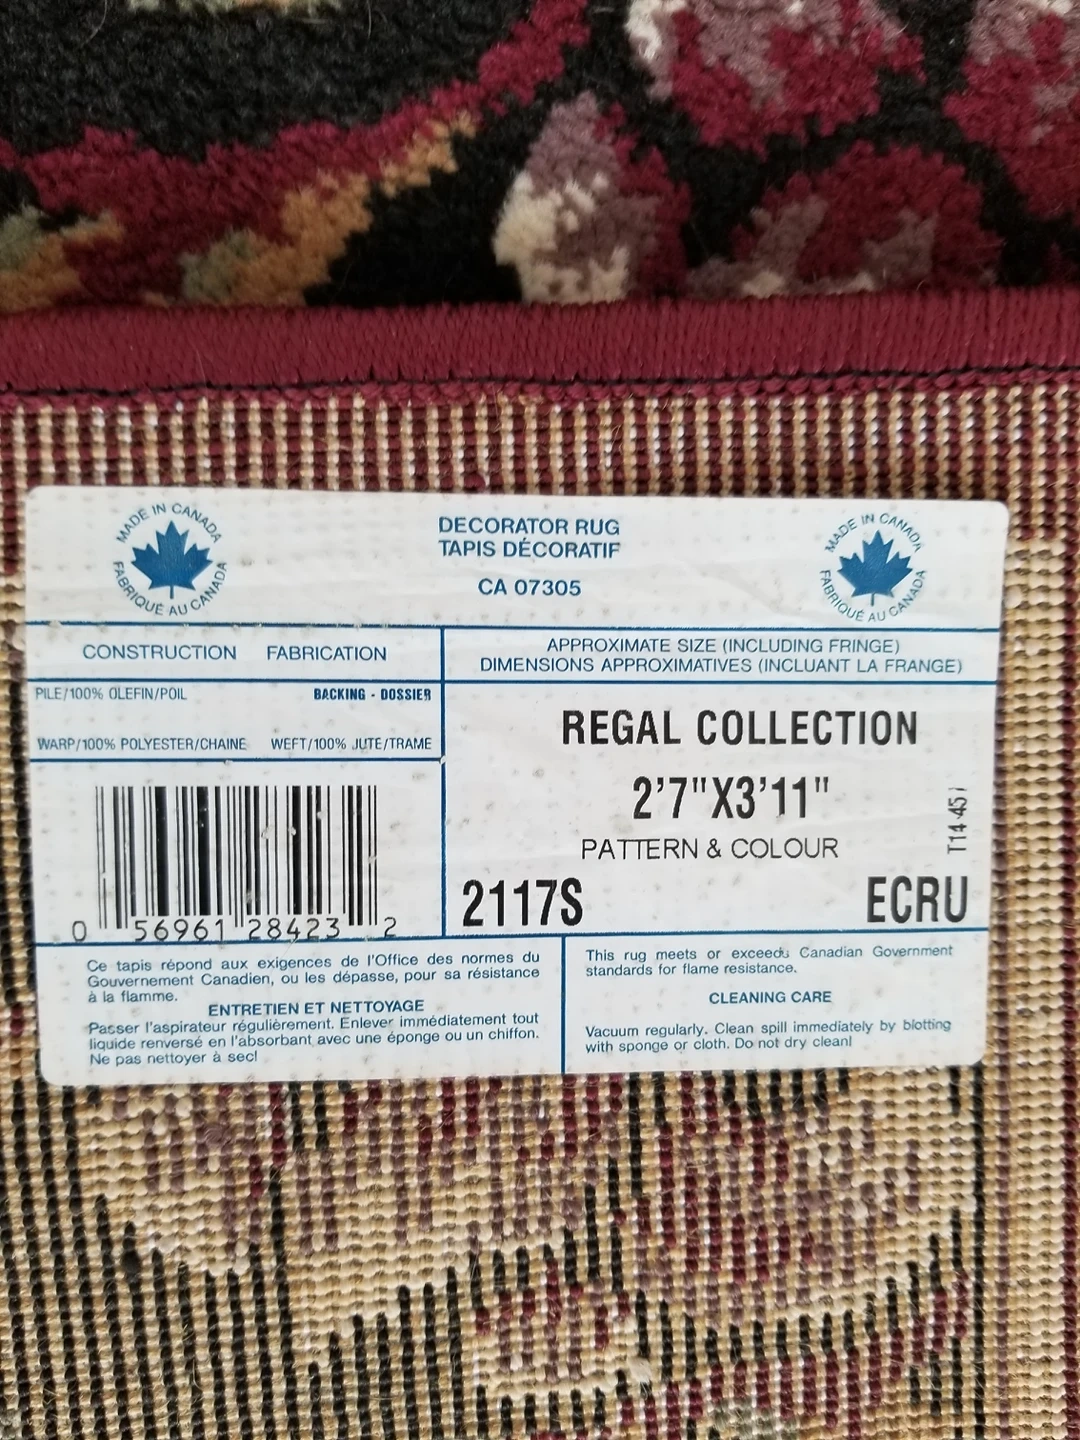 MADE IN CANADA
FABRIQUÉ AU CANADA
DECORATOR RUG
TAPIS DÉCORATIF
CA 07305
MADE IN CANADA
FABRIQUÉ AU CANADA
CONSTRUCTION FABRICATION
PILE/100% OLEFIN/POIL BACKING - DOSSIER
WARP/100% POLYESTER/CHAINE WEFT/100% JUTE/TRAME
0 56961 28423 2
APPROXIMATE SIZE (INCLUDING FRINGE)
DIMENSIONS APPROXIMATIVES (INCLUANT LA FRANGE)
REGAL COLLECTION
2'7"X3'11"
PATTERN & COLOUR
2117S ECRU
Ce tapis répond aux exigences de l'Office des normes du
Gouvernement Canadien, ou les dépasse, pour sa résistance
à la flamme.
ENTRETIEN ET NETTOYAGE
Passer l'aspirateur régulièrement. Enlever immédiatement tout
liquide renversé en l'absorbant avec une éponge ou un chiffon.
Ne pas nettoyer à sec!
This rug meets or exceeds Canadian Government
standards for flame resistance.
CLEANING CARE
Vacuum regularly. Clean spill immediately by blotting
with sponge or cloth. Do not dry clean!